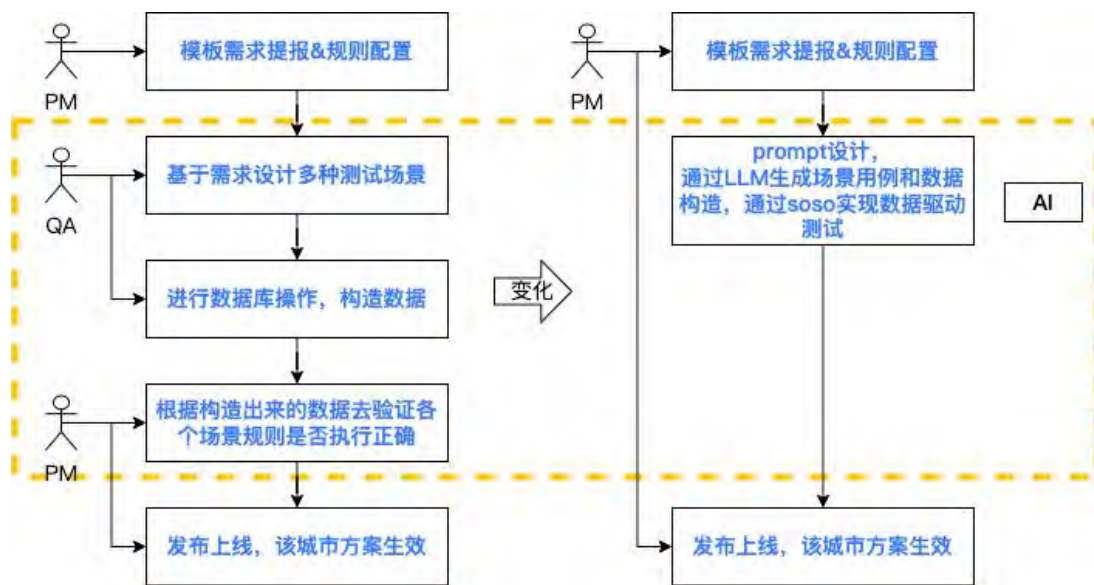 模板需求提报&规则配置
PM
基于需求设计多种测试场景
QA
进行数据库操作，构造数据
根据构造出来的数据去验证各
个场景规则是否执行正确
PM
发布上线，该城市方案生效
变化
模板需求提报&规则配置
PM
prompt设计，
通过LLM生成场景用例和数据
构造，通过soso实现数据驱动
测试
AI
发布上线，该城市方案生效